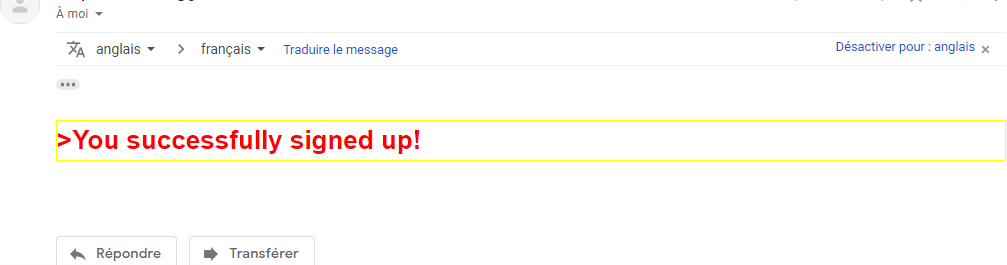 À moi
anglais > français Traduire le message Désactiver pour : anglais ×
>You successfully signed up!
Répondre Transférer